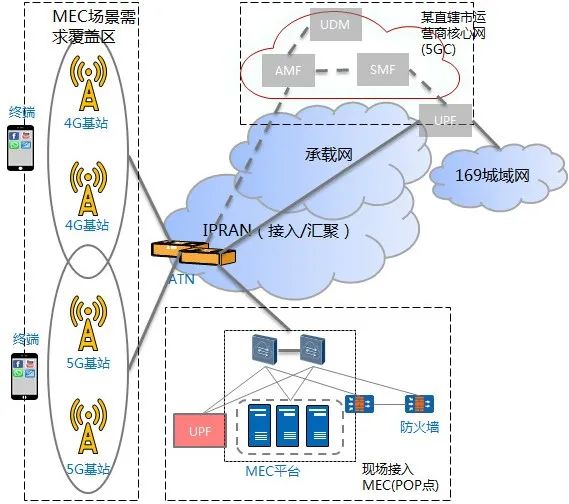 MEC场景需
求覆盖区
终端
4G基站
4G基站
终端
5G基站
5G基站
某直辖市运
营商核心网
(5GC)
UDM
AMF
SMF
UPF
承载网
169城域网
IPRAN（接入/汇聚）
ATN
UPF
MEC平台
防火墙
现场接入
MEC(POP点)